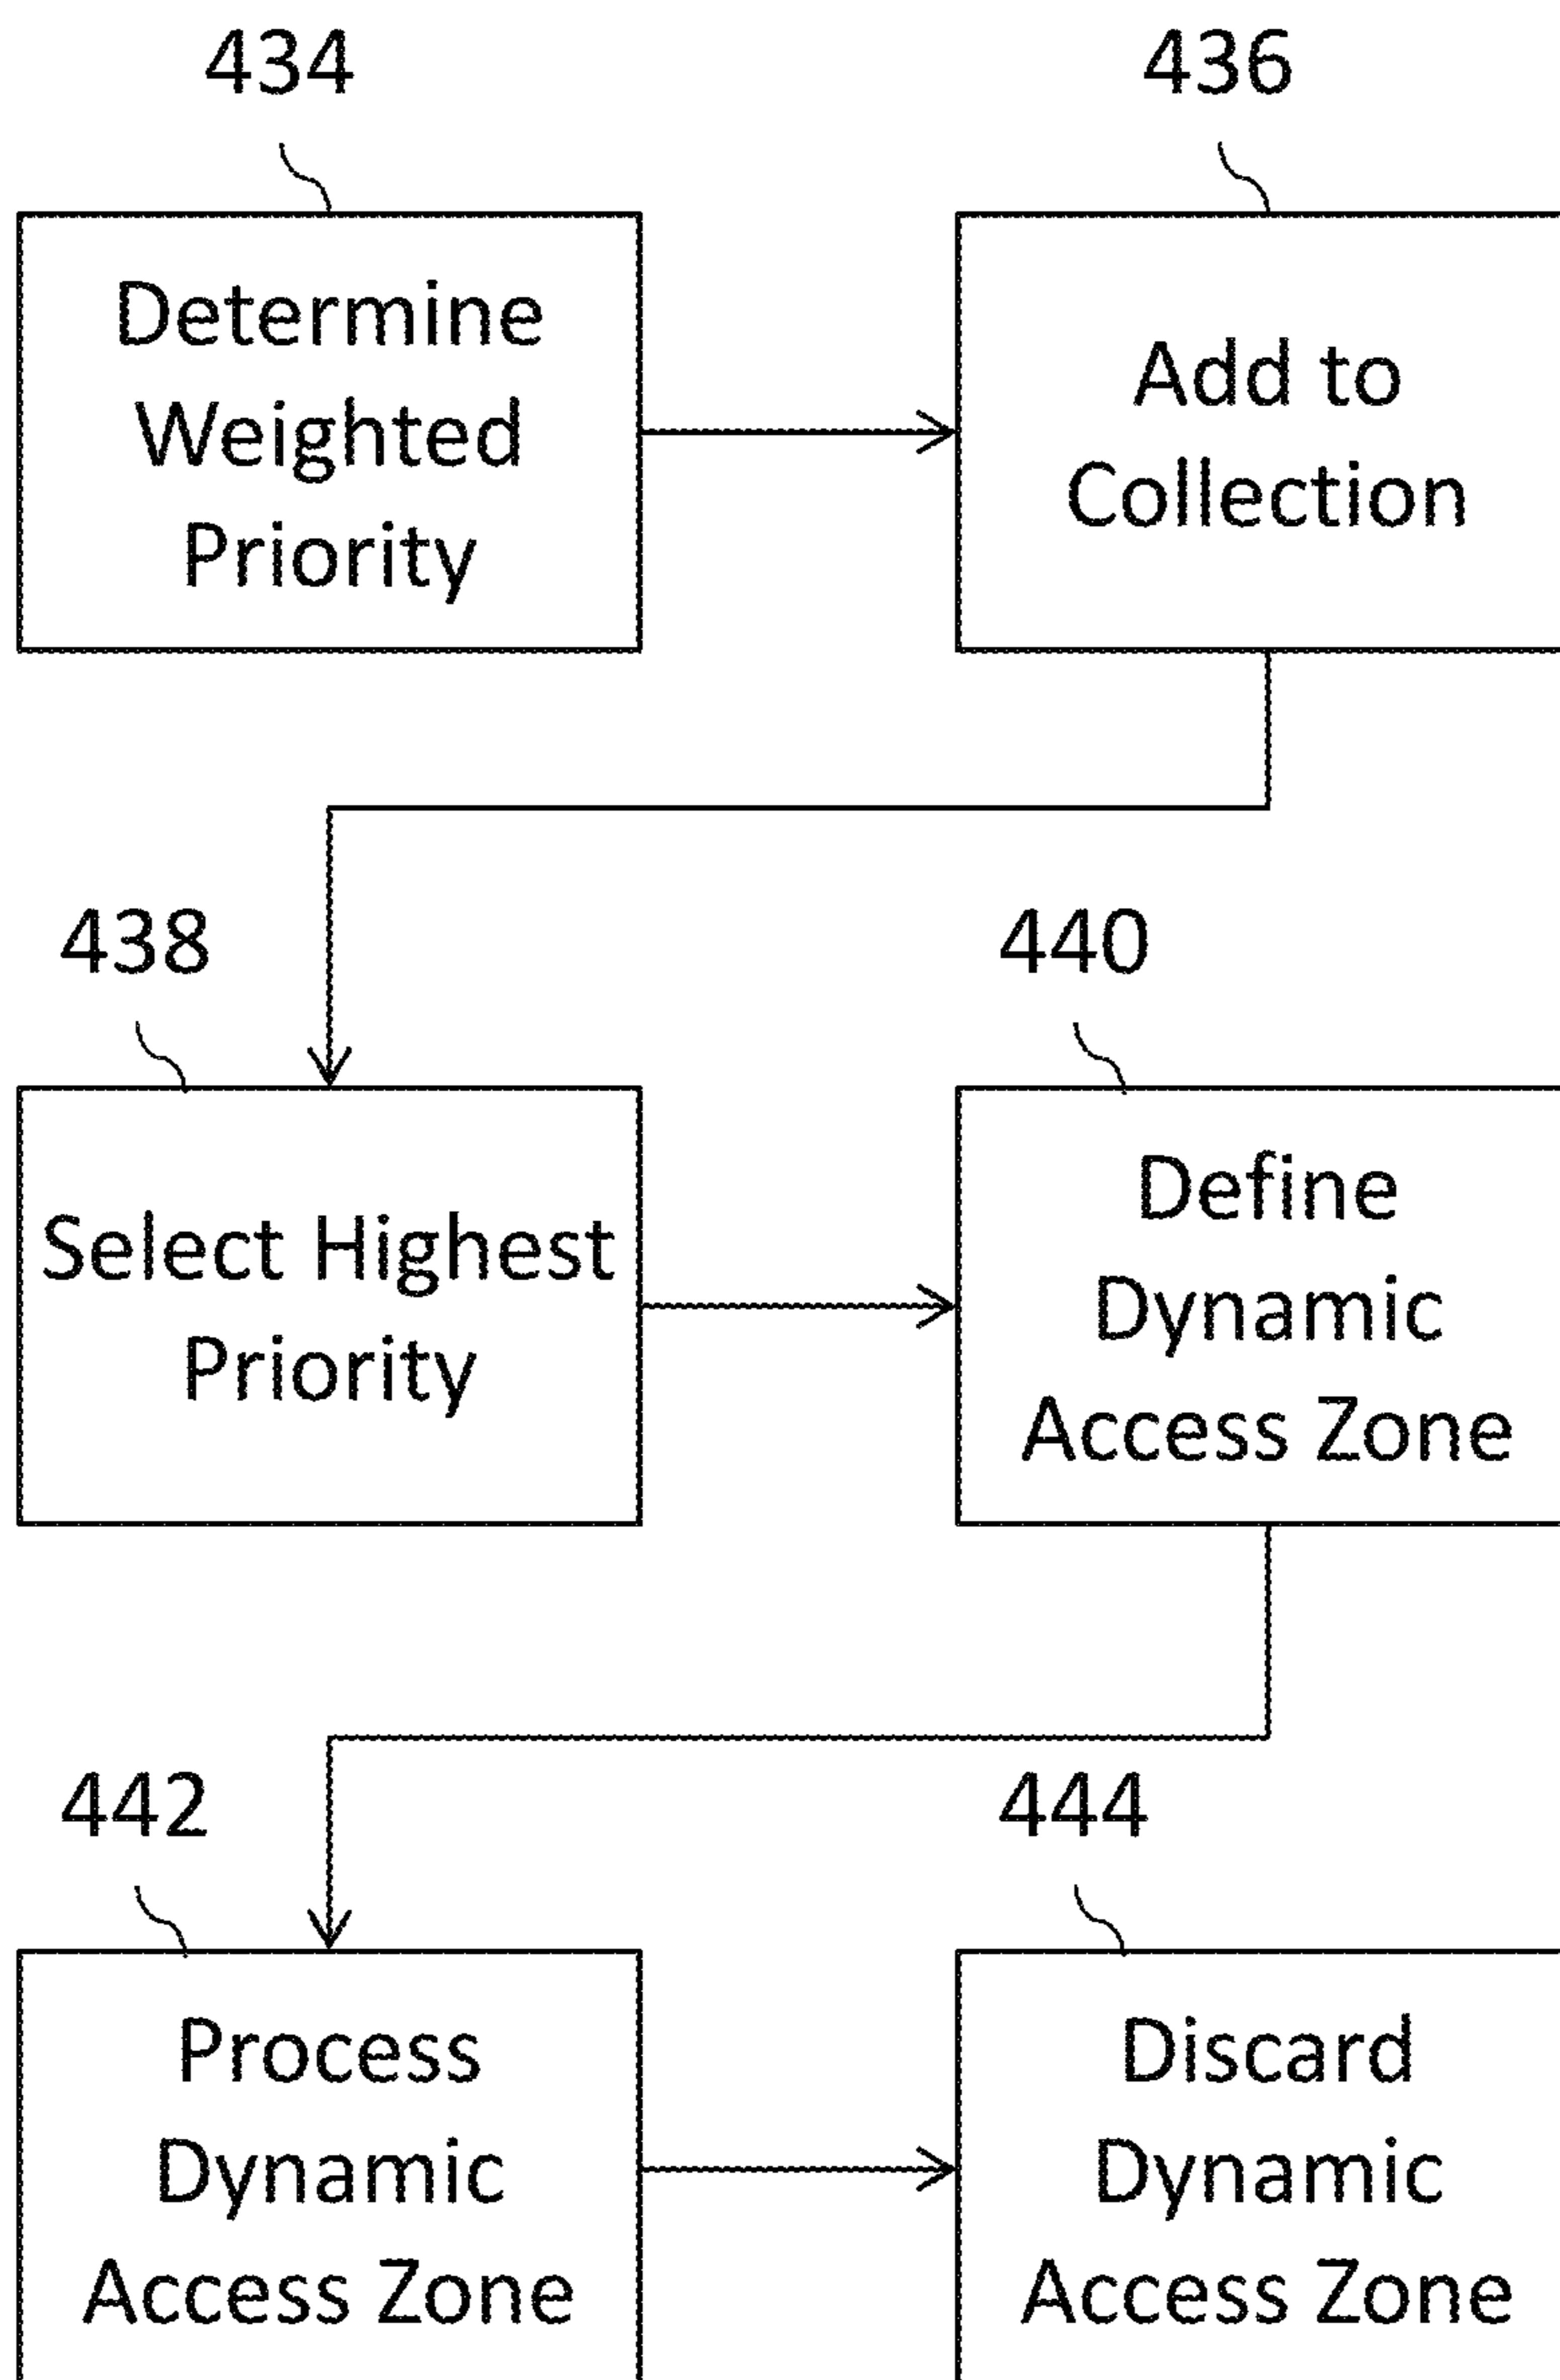 434
436
Determine
Weighted
Priority
Add to
Collection
438
440
Select Highest
Priority
Define
Dynamic
Access Zone
442
444
Process
Dynamic
Access Zone
Discard
Dynamic
Access Zone